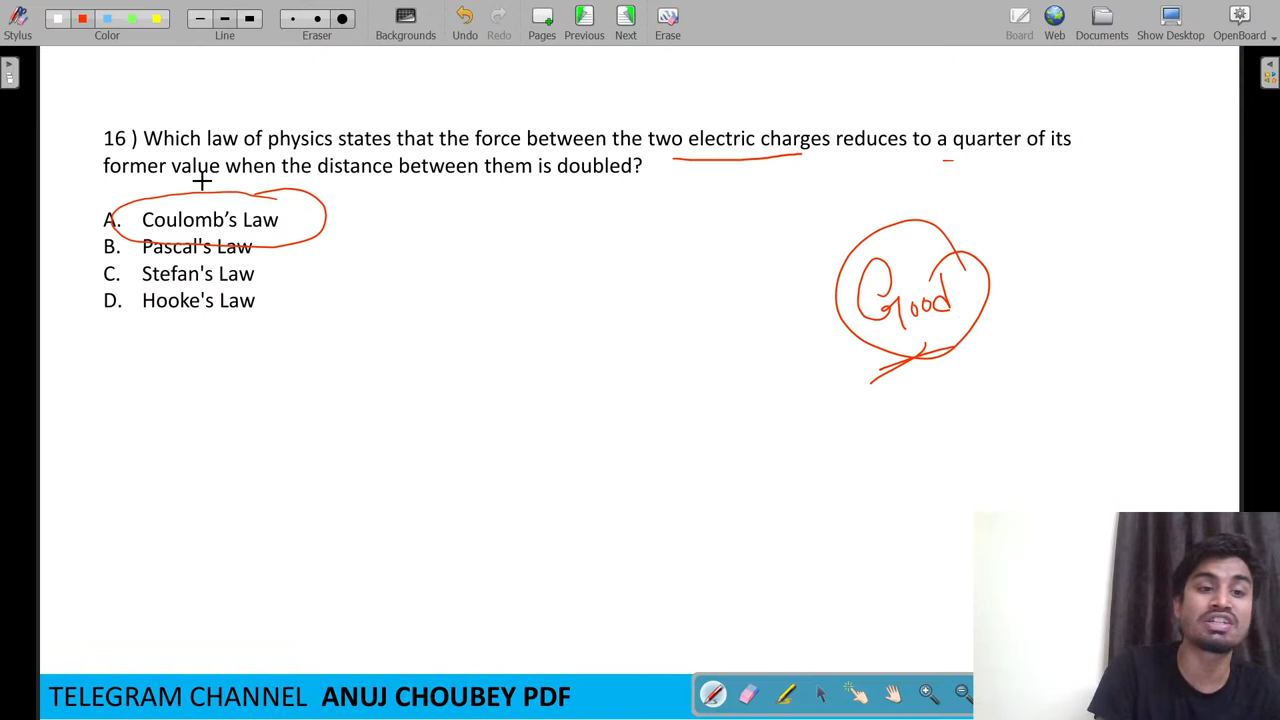 Stylus Color Line Eraser Backgrounds Undo Redo Pages Previous Next Erase Board Web Documents Show Desktop OpenBoard
16 ) Which law of physics states that the force between the two electric charges reduces to a quarter of its
former value when the distance between them is doubled?
A. Coulomb’s Law
B. Pascal's Law
C. Stefan's Law
D. Hooke's Law
Good
TELEGRAM CHANNEL ANUJ CHOUBEY PDF